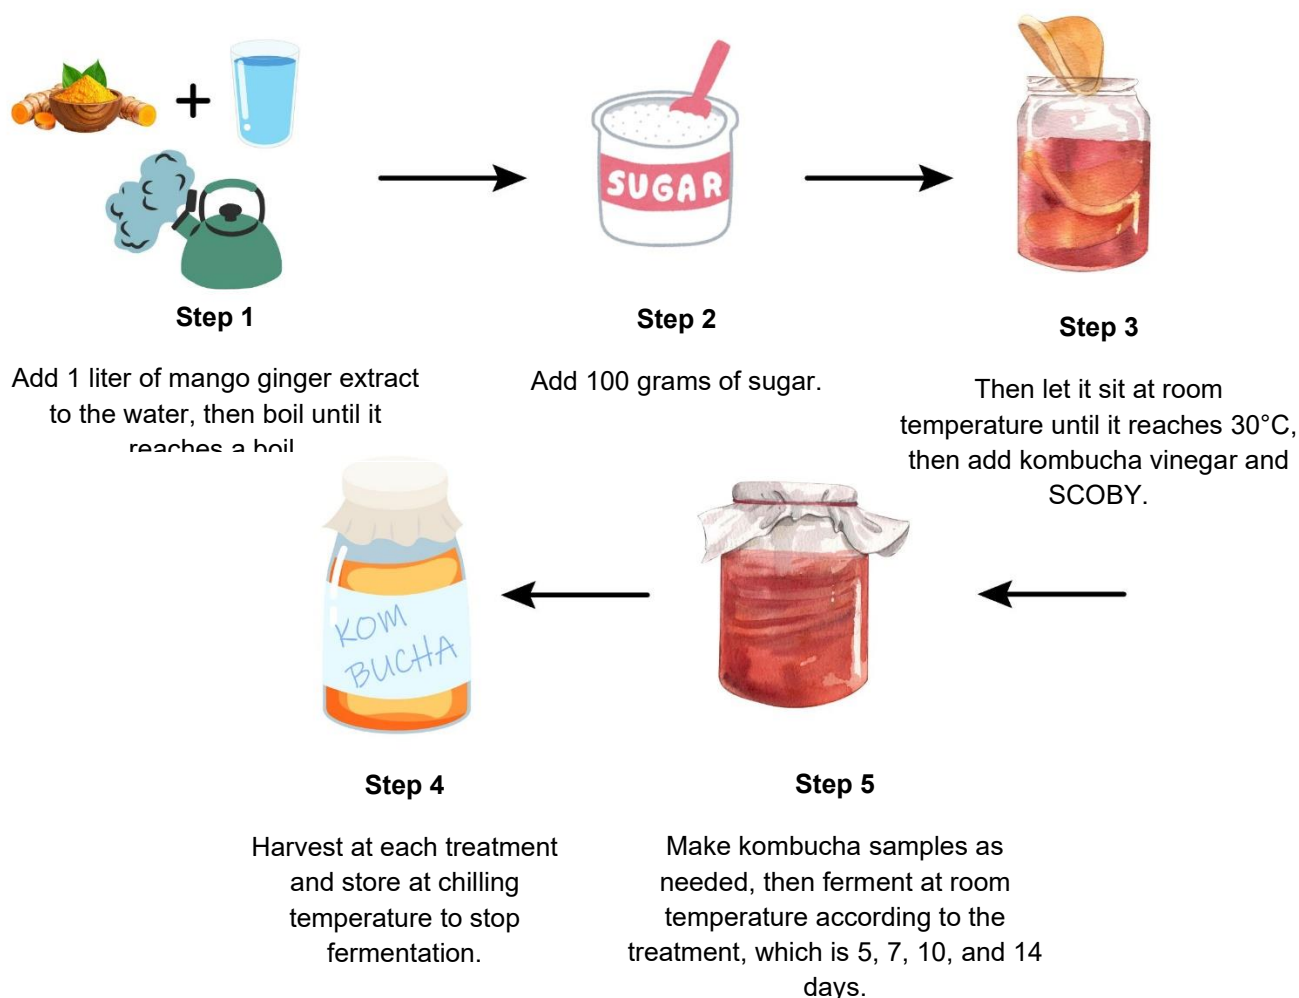 SUGAR
Step 1
Add 1 liter of mango ginger extract
to the water, then boil until it
reaches a boil
Step 2
Add 100 grams of sugar.
Step 3
Then let it sit at room
temperature until it reaches 30°C,
then add kombucha vinegar and
SCOBY.
KOM
BUCHA
Step 4
Harvest at each treatment
and store at chilling
temperature to stop
fermentation.
Step 5
Make kombucha samples as
needed, then ferment at room
temperature according to the
treatment, which is 5, 7, 10, and 14
days.